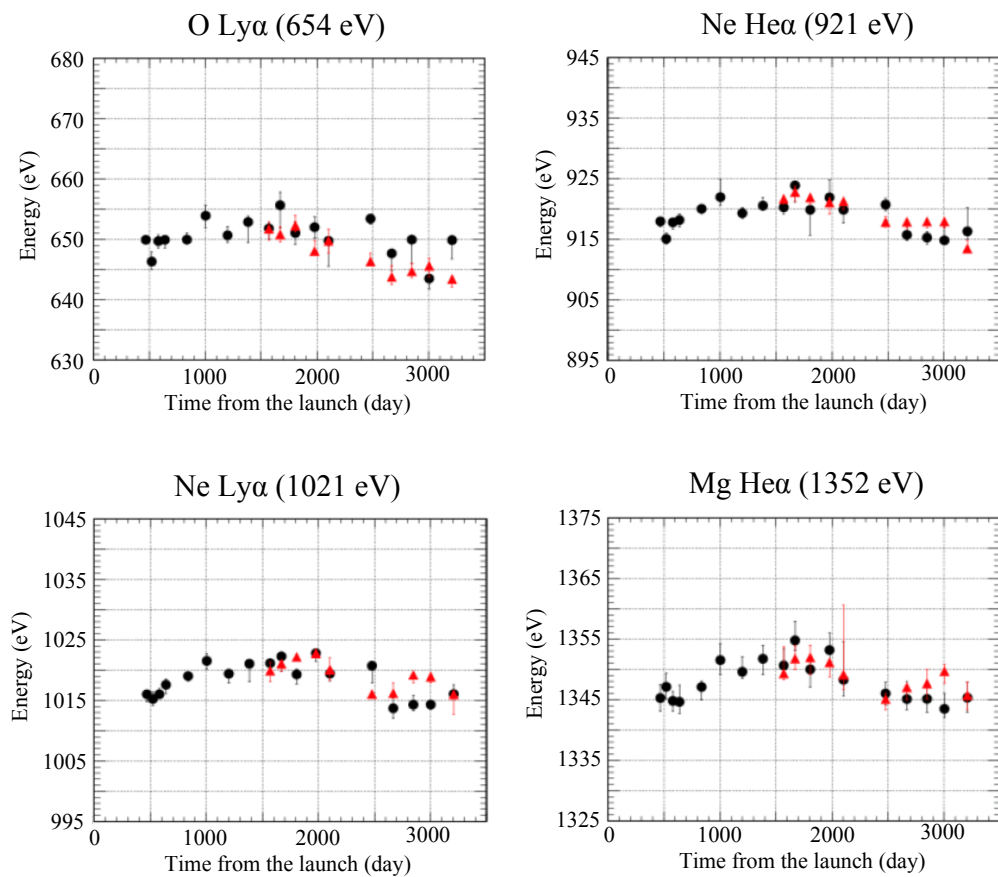 O Lyα (654 eV)
680
670
660
650
640
630
Energy (eV)
0 1000 2000 3000
Time from the launch (day)
Ne Heα (921 eV)
945
935
925
915
905
895
Energy (eV)
0 1000 2000 3000
Time from the launch (day)
Ne Lyα (1021 eV)
1045
1035
1025
1015
1005
995
Energy (eV)
0 1000 2000 3000
Time from the launch (day)
Mg Heα (1352 eV)
1375
1365
1355
1345
1335
1325
Energy (eV)
0 1000 2000 3000
Time from the launch (day)